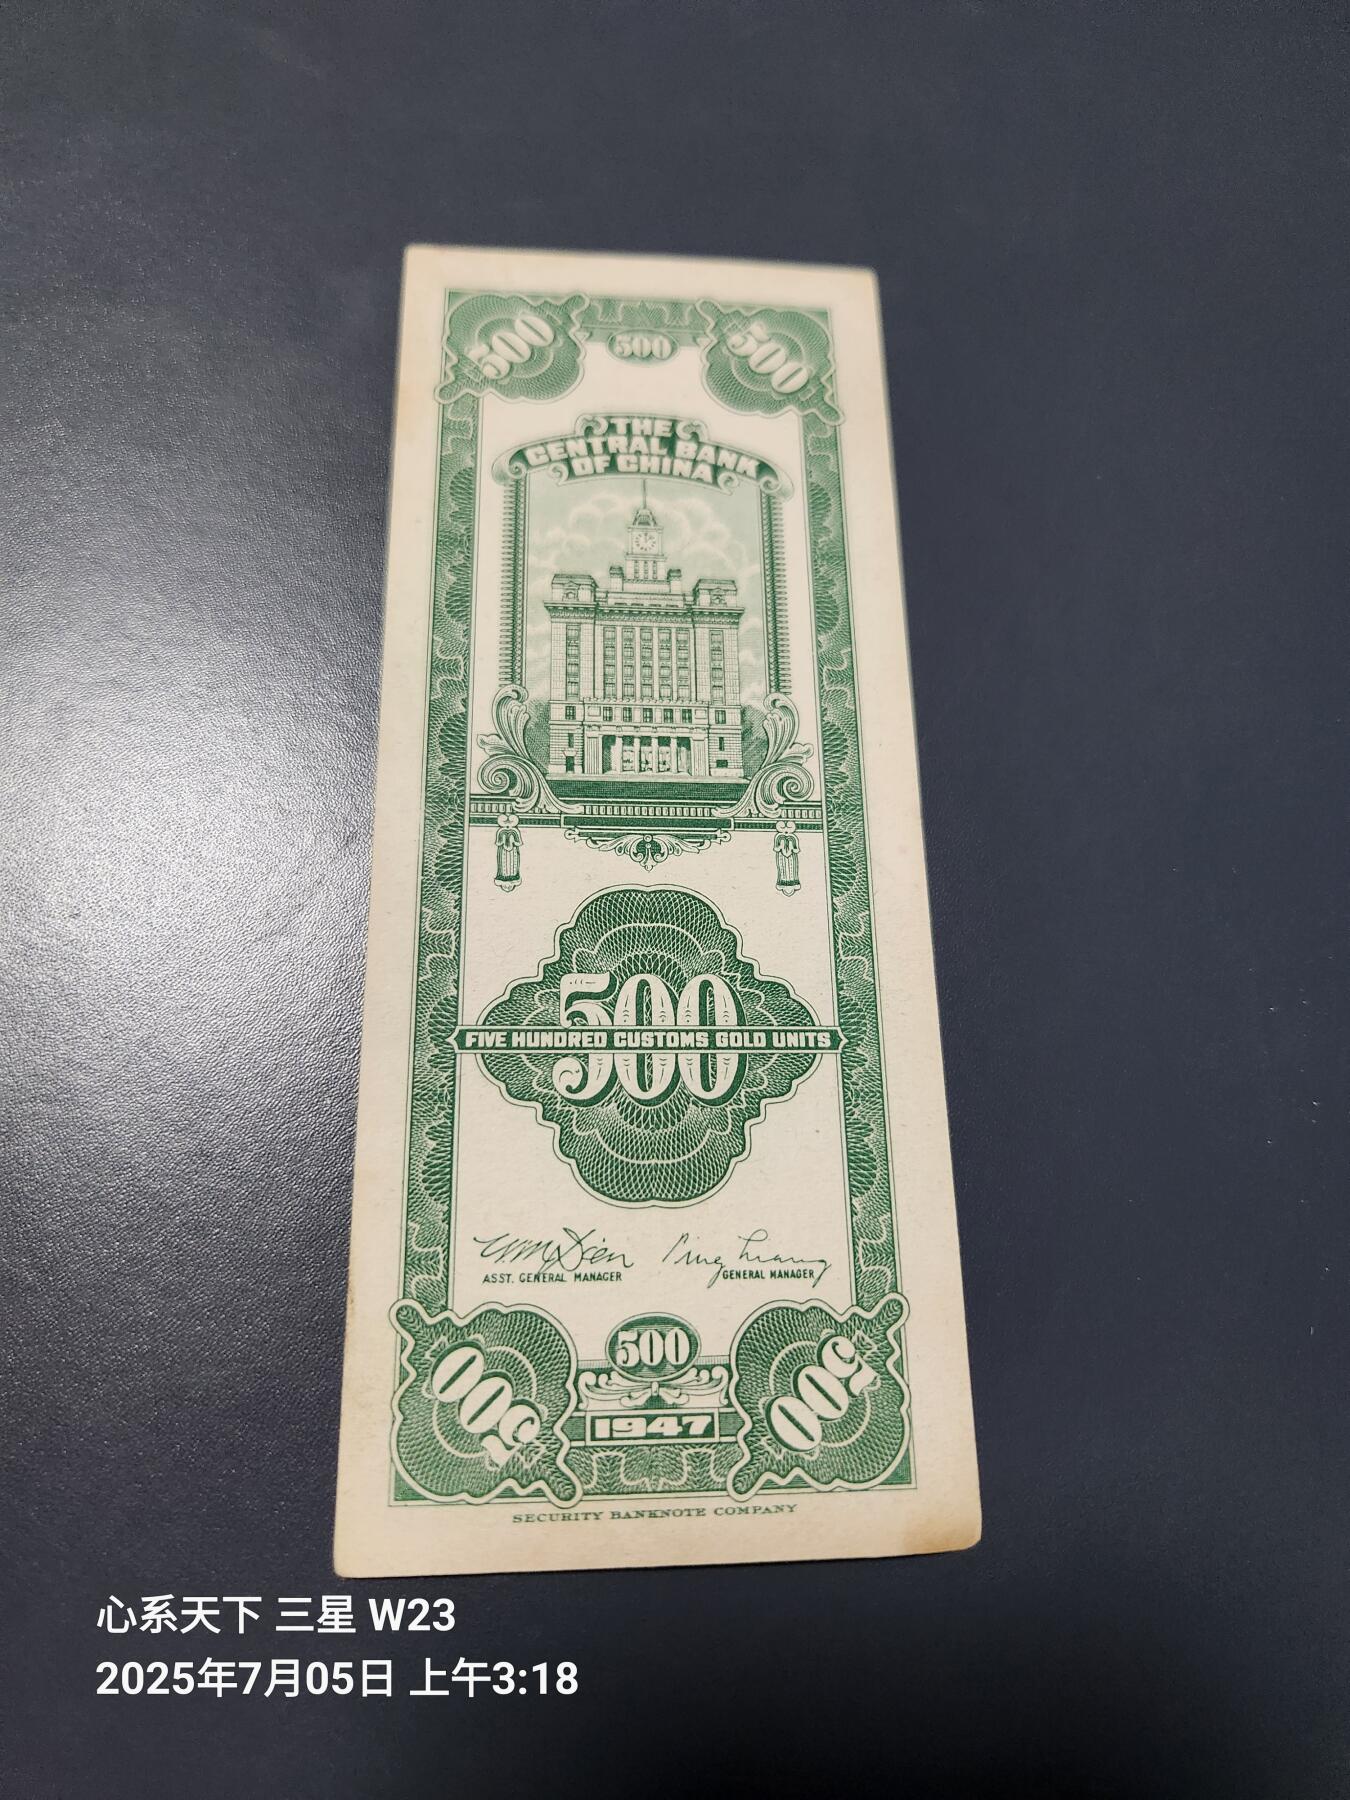 500 500 500
THE
CENTRAL BANK
OF CHINA
500
FIVE HUNDRED CUSTOMS GOLD UNITS
ASST. GENERAL MANAGER GENERAL MANAGER
500
500 500
1947
SECURITY BANKNOTE COMPANY
心系天下 三星 W23
2025年7月05日 上午3:18